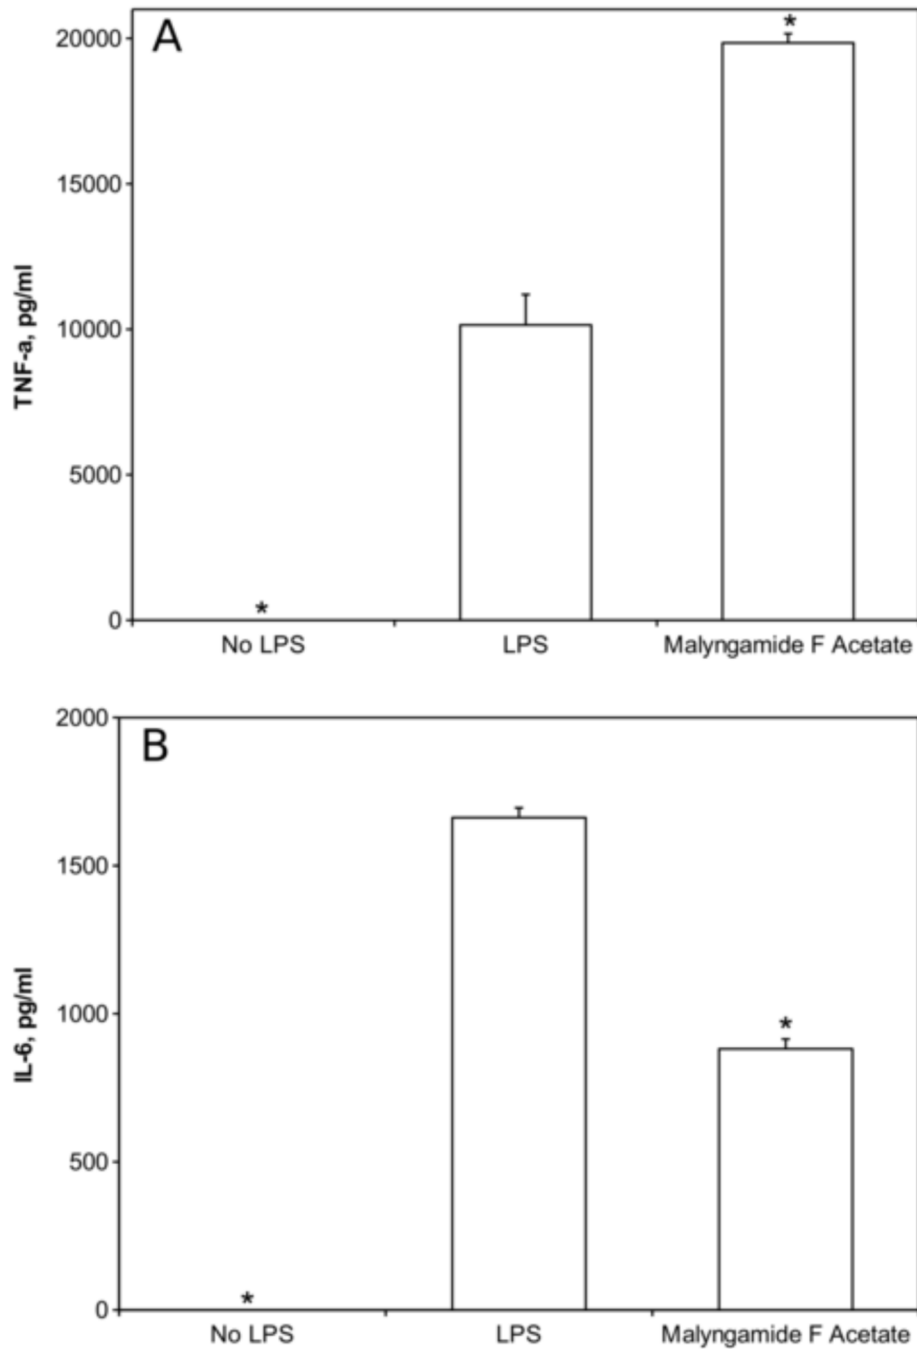 A
20000
15000
10000
5000
0
TNF-a, pg/ml
*
*
No LPS LPS Malyngamide F Acetate
B
2000
1500
1000
500
0
IL-6, pg/ml
*
*
No LPS LPS Malyngamide F Acetate